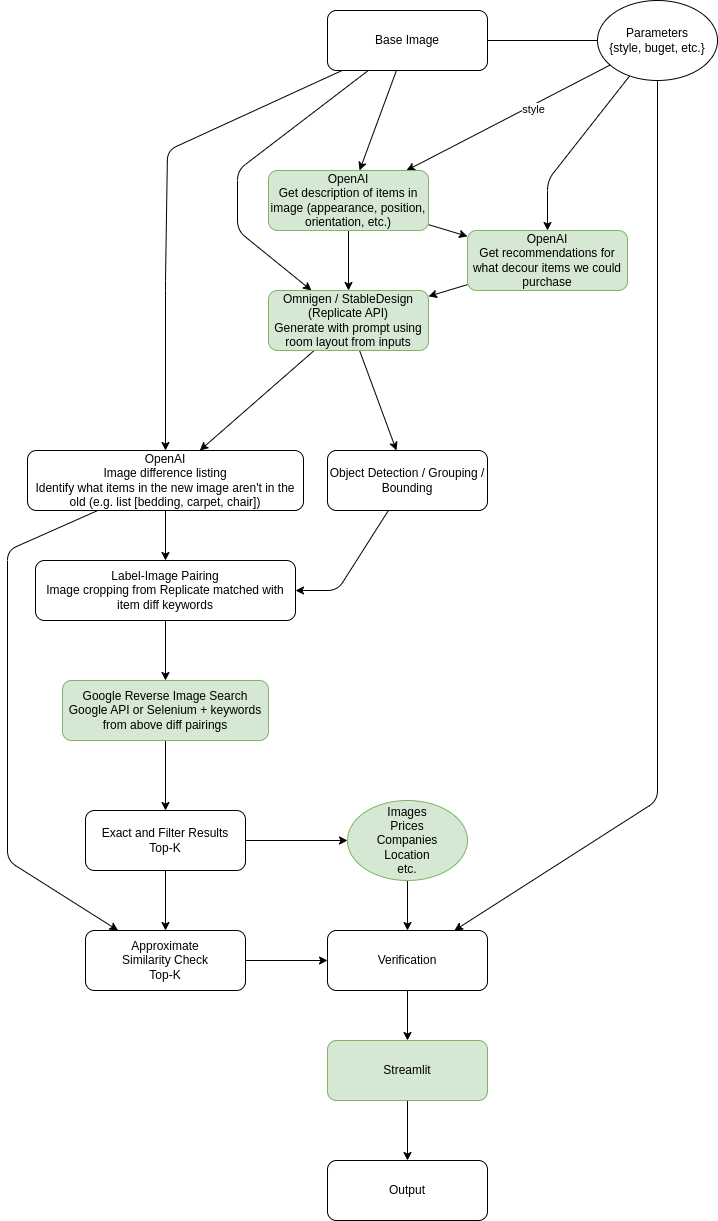 Base Image
Parameters
{style, buget, etc.}
style
OpenAI
Get description of items in
image (appearance, position,
orientation, etc.)
OpenAI
Get recommendations for
what decour items we could
purchase
Omnigen / StableDesign
(Replicate API)
Generate with prompt using
room layout from inputs
OpenAI
Image difference listing
Identify what items in the new image aren't in the
old (e.g. list [bedding, carpet, chair])
Object Detection / Grouping /
Bounding
Label-Image Pairing
Image cropping from Replicate matched with
item diff keywords
Google Reverse Image Search
Google API or Selenium + keywords
from above diff pairings
Exact and Filter Results
Top-K
Images
Prices
Companies
Location
etc.
Approximate
Similarity Check
Top-K
Verification
Streamlit
Output